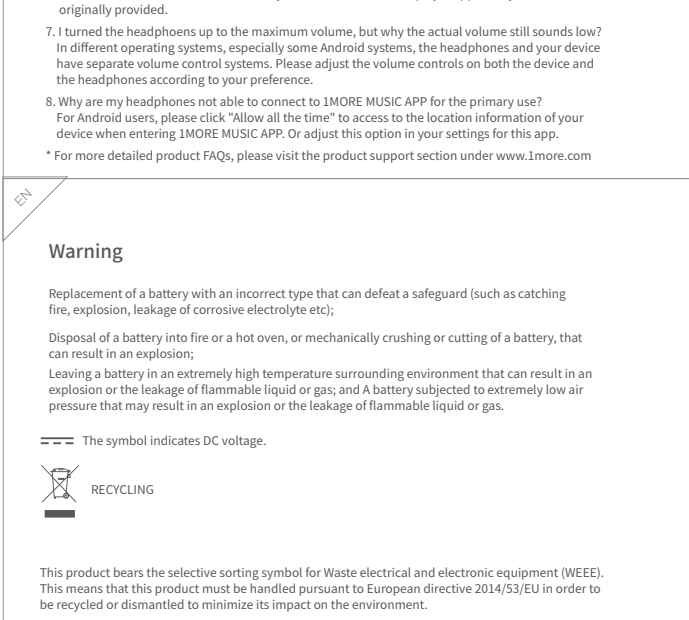 originally provided.
7. I turned the headphoens up to the maximum volume, but why the actual volume still sounds low?
In different operating systems, especially some Android systems, the headphones and your device
have separate volume control systems. Please adjust the volume controls on both the device and
the headphones according to your preference.
8. Why are my headphones not able to connect to 1MORE MUSIC APP for the primary use?
For Android users, please click "Allow all the time" to access to the location information of your
device when entering 1MORE MUSIC APP. Or adjust this option in your settings for this app.
* For more detailed product FAQs, please visit the product support section under www.1more.com
EN
Warning
Replacement of a battery with an incorrect type that can defeat a safeguard (such as catching
fire, explosion, leakage of corrosive electrolyte etc);
Disposal of a battery into fire or a hot oven, or mechanically crushing or cutting of a battery, that
can result in an explosion;
Leaving a battery in an extremely high temperature surrounding environment that can result in an
explosion or the leakage of flammable liquid or gas; and A battery subjected to extremely low air
pressure that may result in an explosion or the leakage of flammable liquid or gas.
The symbol indicates DC voltage.
RECYCLING
This product bears the selective sorting symbol for Waste electrical and electronic equipment (WEEE).
This means that this product must be handled pursuant to European directive 2014/53/EU in order to
be recycled or dismantled to minimize its impact on the environment.